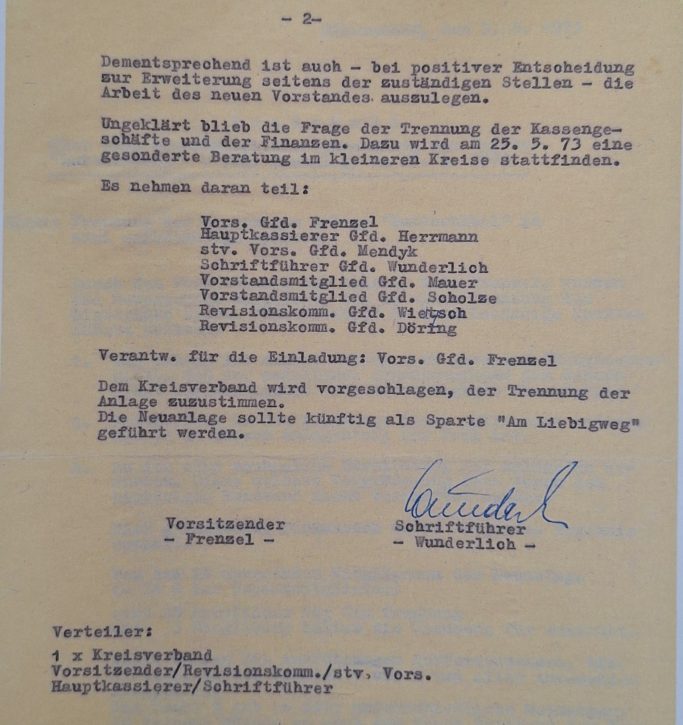 - 2-
Dementsprechend ist auch - bei positiver Entscheidung
zur Erweiterung seitens der zuständigen Stellen - die
Arbeit des neuen Vorstandes auszulegen.
Ungeklärt blieb die Frage der Trennung der Kassenge-
schäfte und der Finanzen. Dazu wird am 25. 5. 73 eine
gesonderte Beratung im kleineren Kreise stattfinden.
Es nehmen daran teil:
Vors. Gfd. Frenzel
Hauptkassierer Gfd. Herrmann
stv. Vors. Gfd. Mendyk
Schriftführer Gfd. Wunderlich
Vorstandsmitglied Gfd. Mauer
Vorstandsmitglied Gfd. Scholze
Revisionskomm. Gfd. Wietsch
Revisionskomm. Gfd. Döring
Verantw. für die Einladung: Vors. Gfd. Frenzel
Dem Kreisverband wird vorgeschlagen, der Trennung der
Anlage zuzustimmen.
Die Neuanlage sollte künftig als Sparte "Am Liebigweg"
geführt werden.
Vorsitzender Schriftführer
- Frenzel - - Wunderlich -
Verteiler:
1 x Kreisverband
Vorsitzender/Revisionskomm./stv. Vors.
Hauptkassierer/Schriftführer